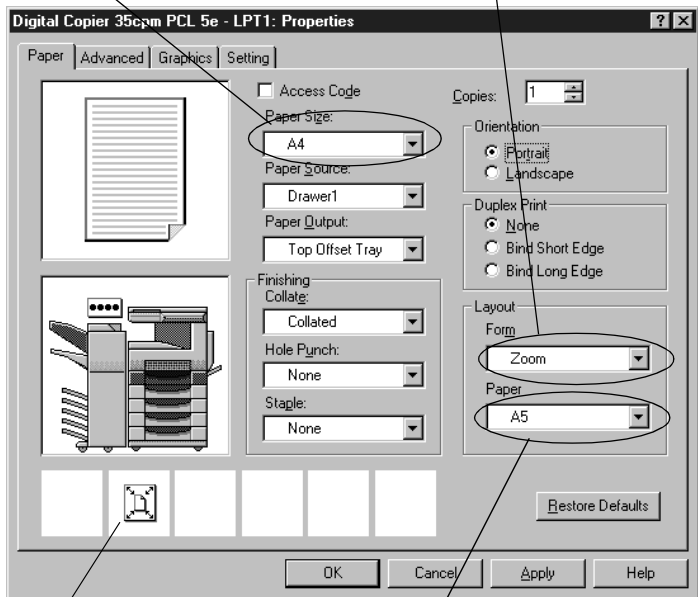 Digital Copier 35cpm PCL 5e - LPT1: Properties
Paper Advanced Graphics Setting
Access Code
Paper Size:
A4
Paper Source:
Drawer1
Paper Output:
Top Offset Tray
Finishing
Collate:
Collated
Hole Punch:
None
Staple:
None
Copies: 1
Orientation
Portrait
Landscape
Duplex Print
None
Bind Short Edge
Bind Long Edge
Layout
Form
Zoom
Paper
A5
Restore Defaults
OK Cancel Apply Help